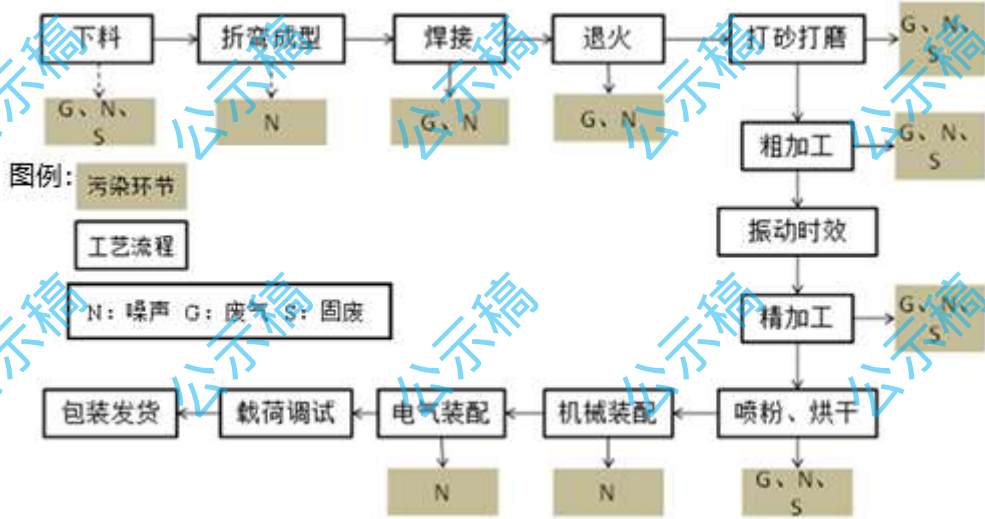 下料
折弯成型
焊接
退火
打砂打磨
G、N、
S
G、N、
S
N
G、N
G、N
粗加工
G、N、
S
图例：
污染环节
振动时效
工艺流程
N：噪声 G：废气 S：固废
精加工
G、N、
S
包装发货
载荷调试
电气装配
机械装配
喷粉、烘干
N
N
G、N、
S
公示稿
公示稿
公示稿
公示稿
公示稿
公示稿
公示稿
公示稿
公示稿
公示稿